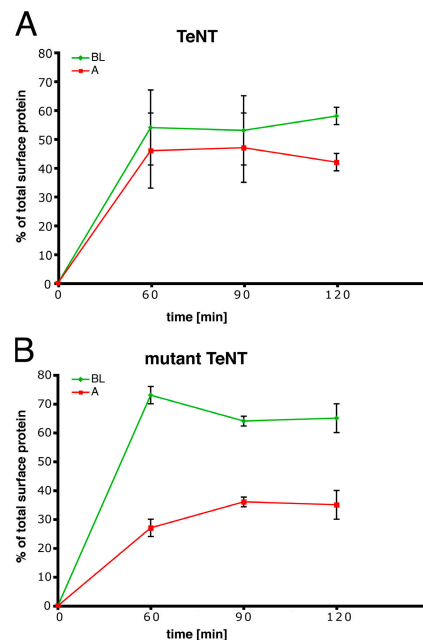 A
TeNT
80
BL
A
70
60
50
40
30
20
10
0
% of total surface protein
0 60 90 120
time [min]
B
mutant TeNT
80
BL
A
70
60
50
40
30
20
10
0
% of total surface protein
0 60 90 120
time [min]